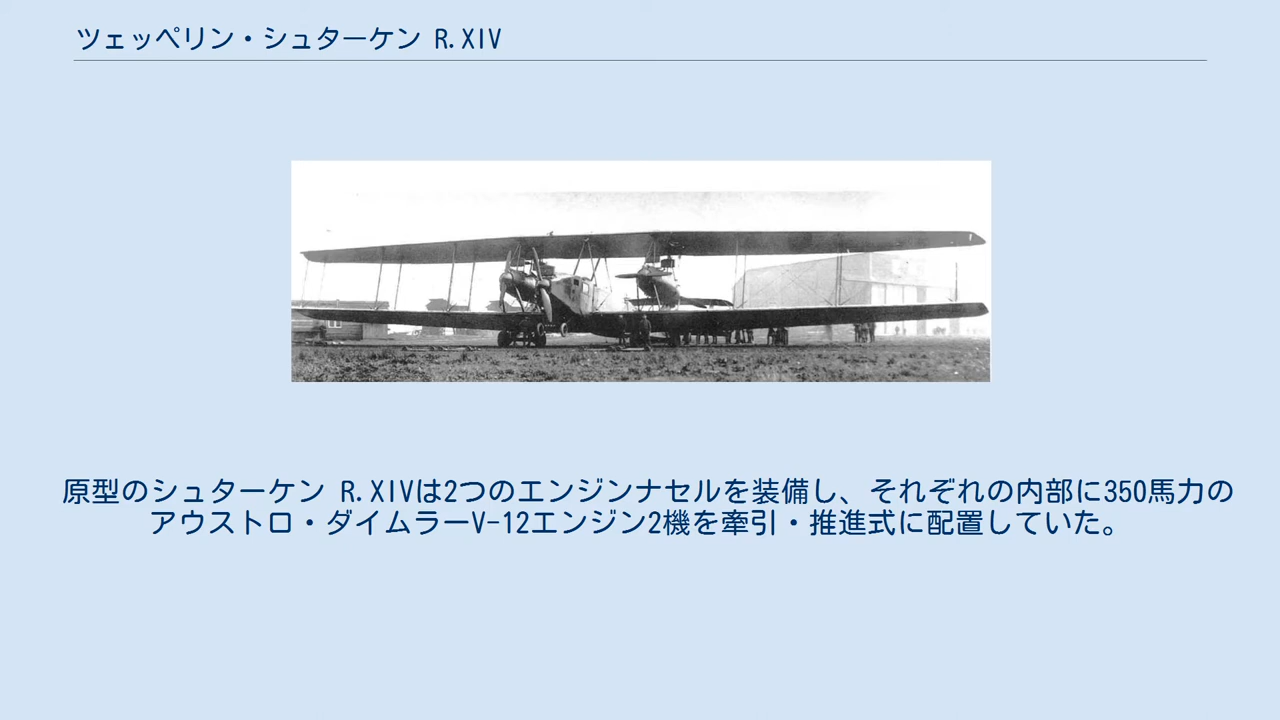 ツェッペリン・シュターケン R.XIV
原型のシュターケン R.XIVは2つのエンジンナセルを装備し、それぞれの内部に350馬力の
アウストロ・ダイムラーV-12エンジン2機を牽引・推進式に配置していた。